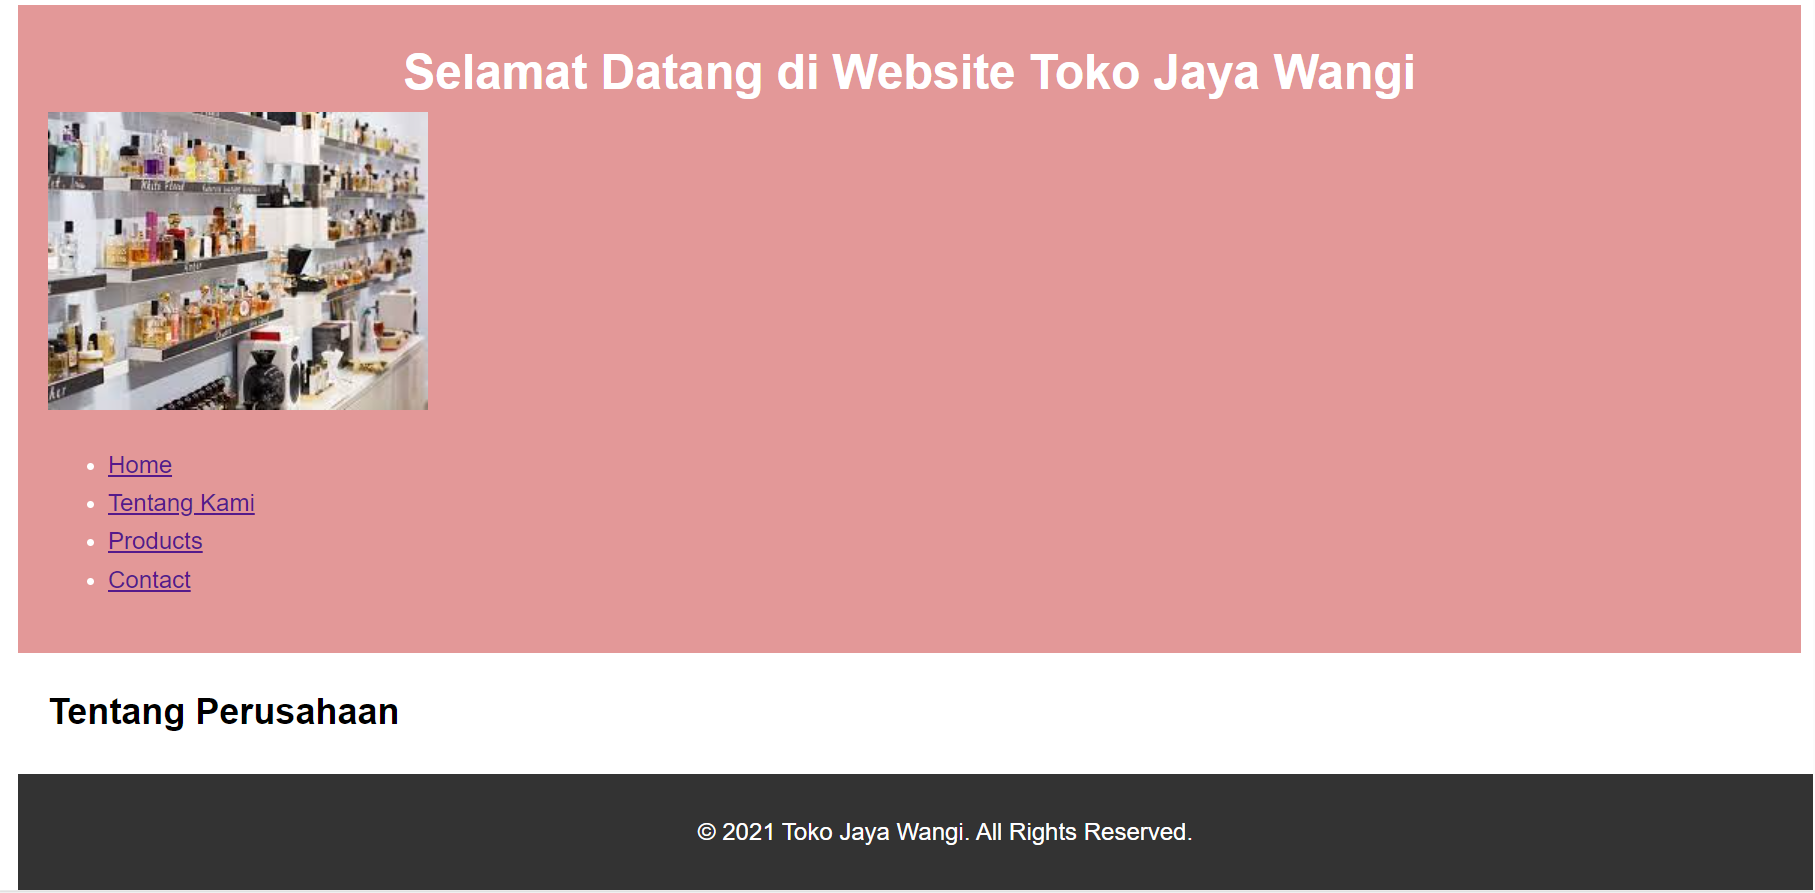 Selamat Datang di Website Toko Jaya Wangi
Home
Tentang Kami
Products
Contact
Tentang Perusahaan
© 2021 Toko Jaya Wangi. All Rights Reserved.